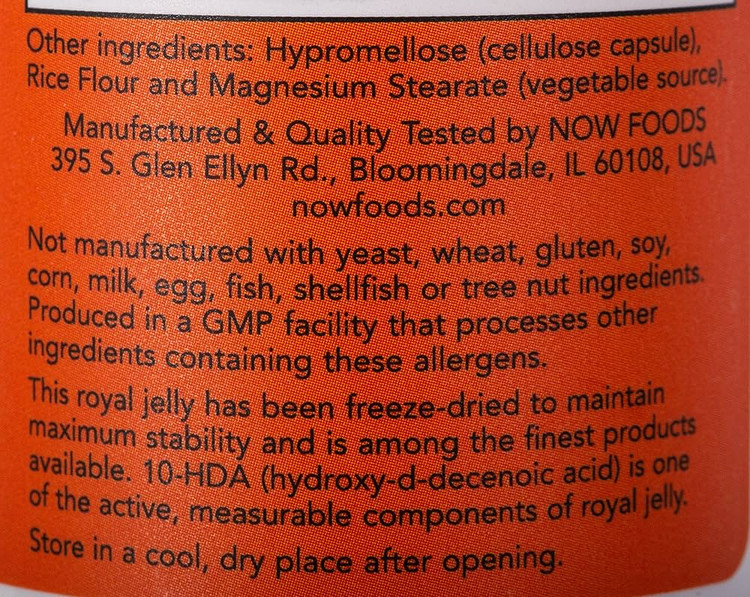 Other ingredients: Hypromellose (cellulose capsule),
Rice Flour and Magnesium Stearate (vegetable source).
Manufactured & Quality Tested by NOW FOODS
395 S. Glen Ellyn Rd., Bloomingdale, IL 60108, USA
nowfoods.com
Not manufactured with yeast, wheat, gluten, soy,
corn, milk, egg, fish, shellfish or tree nut ingredients.
Produced in a GMP facility that processes other
ingredients containing these allergens.
This royal jelly has been freeze-dried to maintain
maximum stability and is among the finest products
available. 10-HDA (hydroxy-d-decenoic acid) is one
of the active, measurable components of royal jelly.
Store in a cool, dry place after opening.